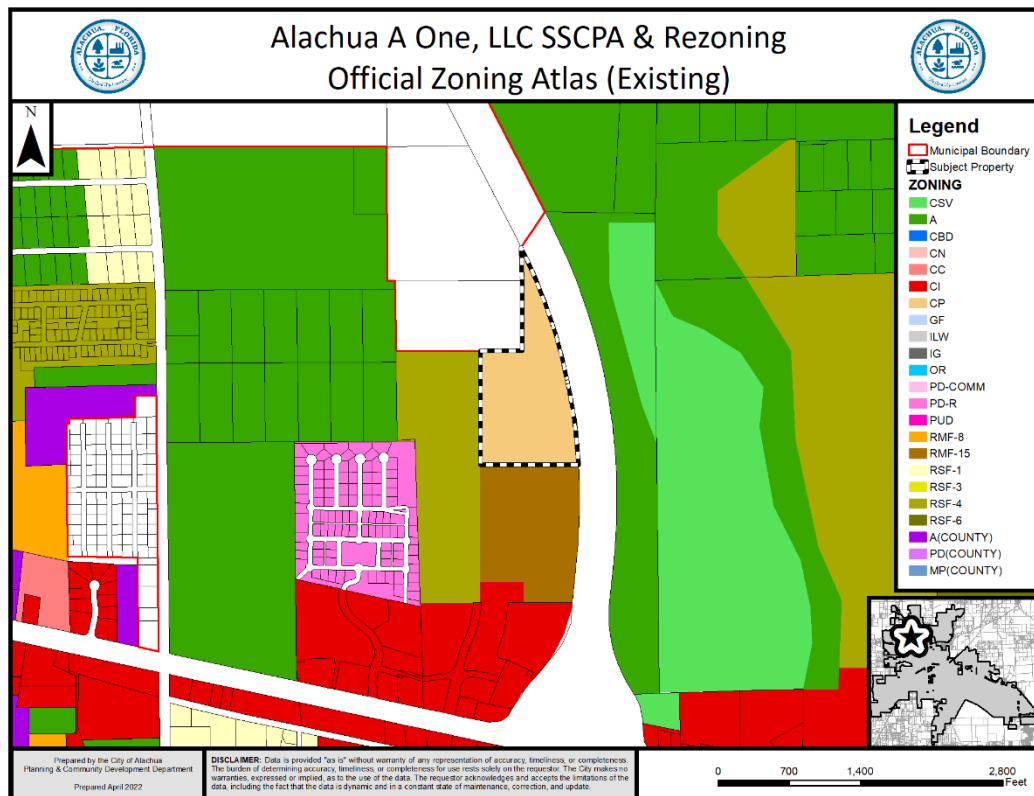 Alachua A One, LLC SSCPA & Rezoning
Official Zoning Atlas (Existing)
ALACHUA, FLORIDA
ALACHUA, FLORIDA
N
Legend
Municipal Boundary
Subject Property
ZONING
CSV
A
CBD
CN
CC
CI
CP
GF
ILW
IG
OR
PD-COMM
PD-R
PUD
RMF-8
RMF-15
RSF-1
RSF-3
RSF-4
RSF-6
A(COUNTY)
PD(COUNTY)
MP(COUNTY)
Prepared by the City of Alachua
Planning & Community Development Department
Prepared April 2022
DISCLAIMER: Data is provided "as is" without warranty of any representation of accuracy, timeliness, or completeness.
The burden of determining accuracy, timeliness, or completeness for use rests solely on the requestor. The City makes no
warranties, expressed or implied, as to the use of the data. The requestor acknowledges and accepts the limitations of the
data, including the fact that the data is dynamic and in a constant state of maintenance, correction, and update.
0 700 1,400 2,800
Feet